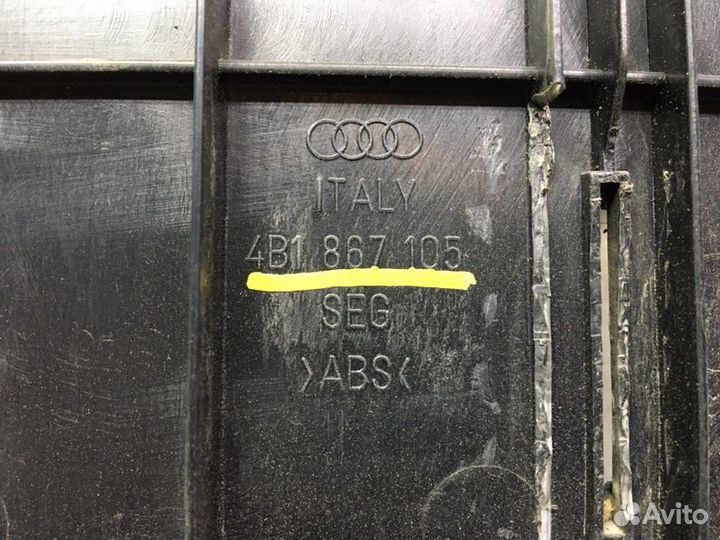 ITALY
4B1 867 105
SEG
>ABS<
Avito